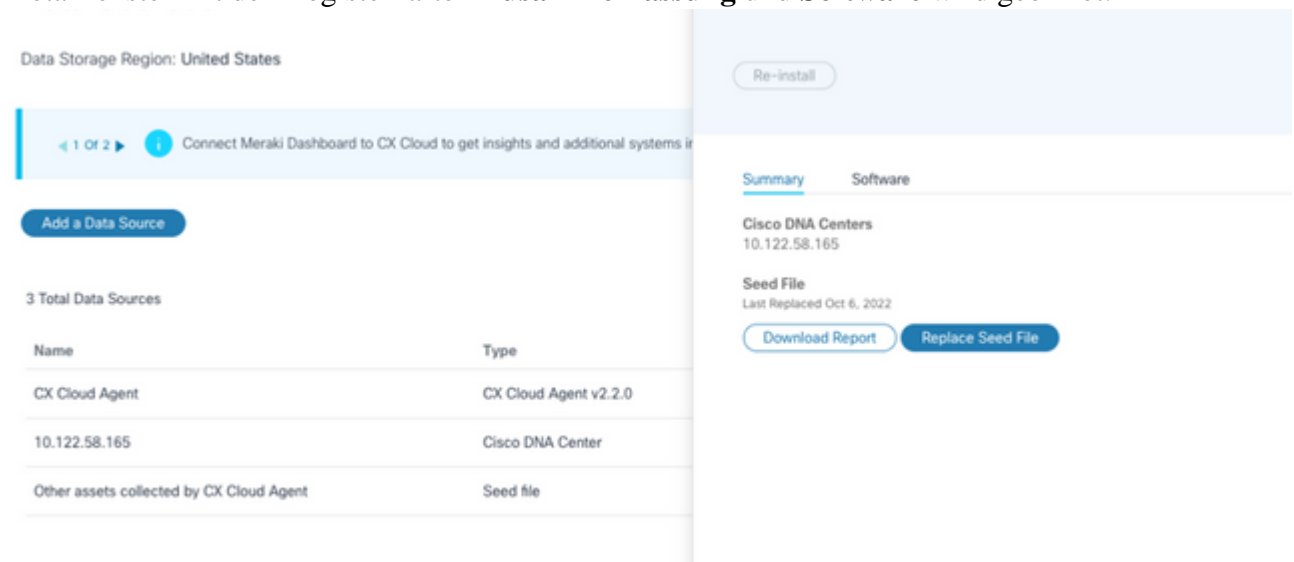 und Software wird geöffnet.
Data Storage Region: United States
1 Of 2
Connect Meraki Dashboard to CX Cloud to get insights and additional systems
Add a Data Source
3 Total Data Sources
Name Type
CX Cloud Agent CX Cloud Agent v2.2.0
10.122.58.165 Cisco DNA Center
Other assets collected by CX Cloud Agent Seed file
Re-install
Summary Software
Cisco DNA Centers
10.122.58.165
Seed File
Last Replaced Oct 6, 2022
Download Report Replace Seed File